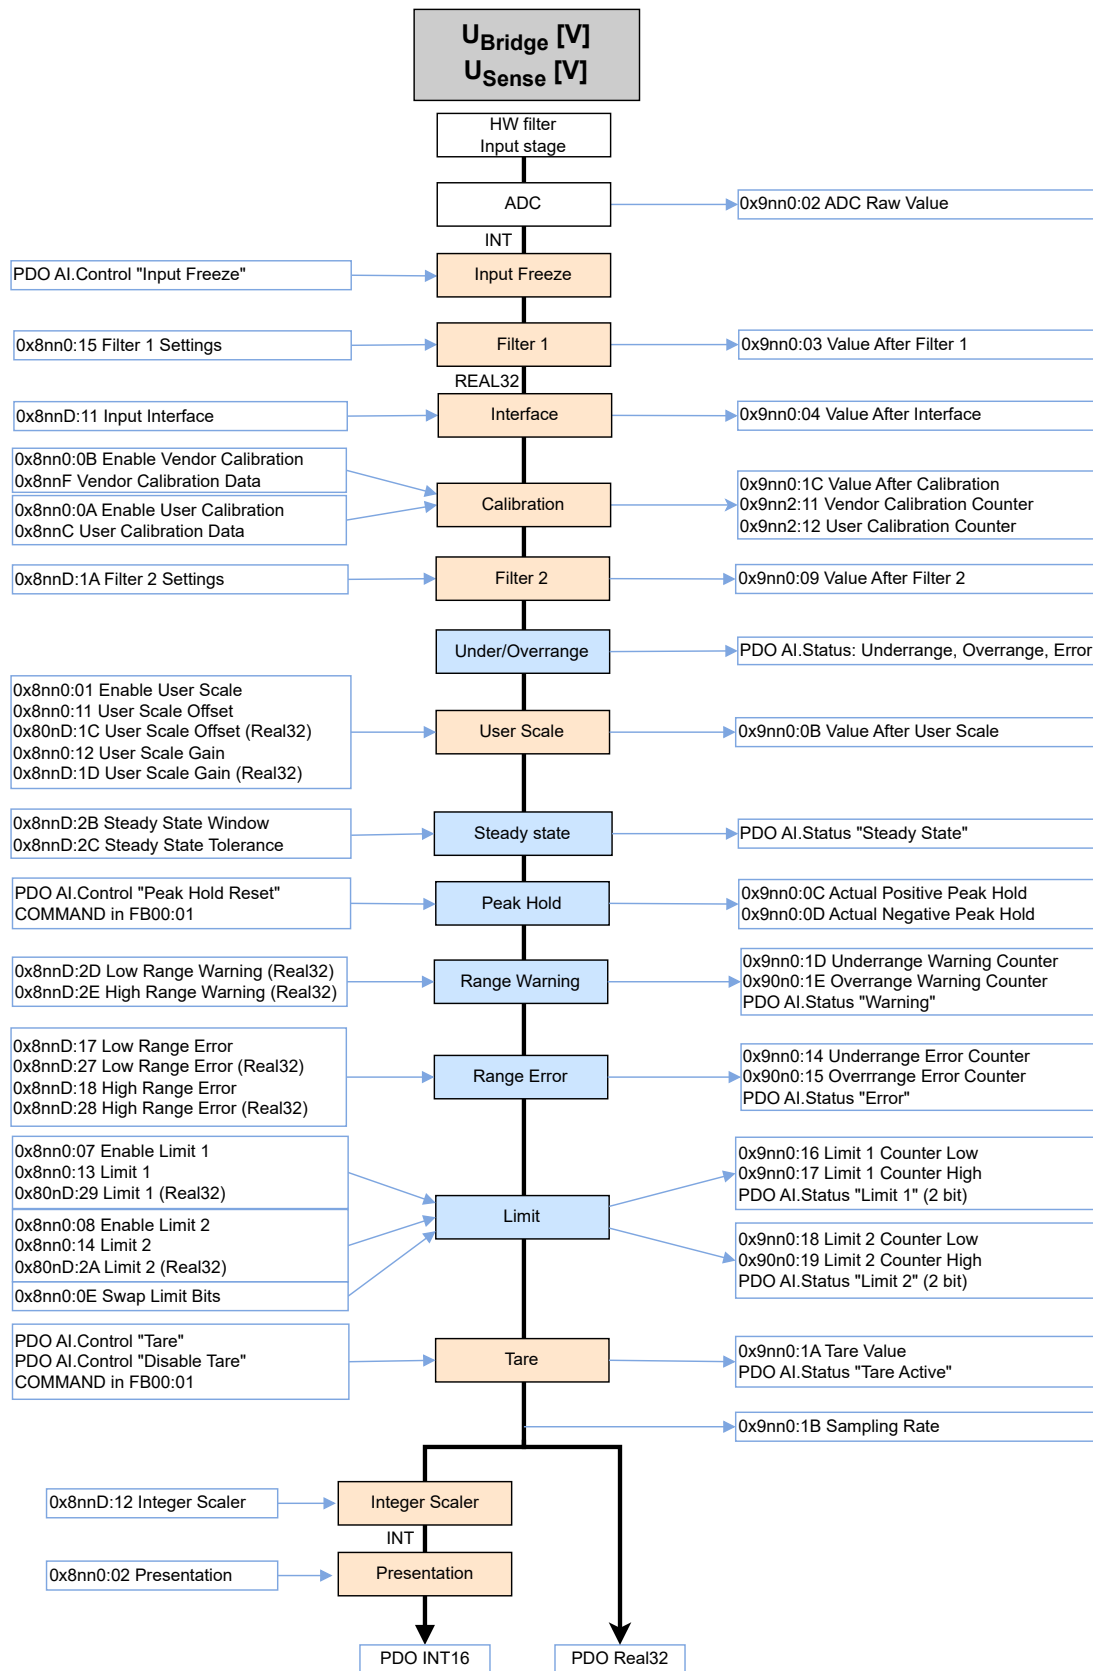 U_Bridge [V]
U_Sense [V]
HW filter
Input stage
ADC
0x9nn0:02 ADC Raw Value
INT
PDO AI.Control "Input Freeze"
Input Freeze
0x8nn0:15 Filter 1 Settings
Filter 1
0x9nn0:03 Value After Filter 1
REAL32
0x8nnD:11 Input Interface
Interface
0x9nn0:04 Value After Interface
0x8nn0:0B Enable Vendor Calibration
0x8nnF Vendor Calibration Data
0x8nn0:0A Enable User Calibration
0x8nnC User Calibration Data
Calibration
0x9nn0:1C Value After Calibration
0x9nn2:11 Vendor Calibration Counter
0x9nn2:12 User Calibration Counter
0x8nnD:1A Filter 2 Settings
Filter 2
0x9nn0:09 Value After Filter 2
Under/Overrange
PDO AI.Status: Underrange, Overrange, Error
0x8nn0:01 Enable User Scale
0x8nn0:11 User Scale Offset
0x80nD:1C User Scale Offset (Real32)
0x8nn0:12 User Scale Gain
0x8nnD:1D User Scale Gain (Real32)
User Scale
0x9nn0:0B Value After User Scale
0x8nnD:2B Steady State Window
0x8nnD:2C Steady State Tolerance
Steady state
PDO AI.Status "Steady State"
PDO AI.Control "Peak Hold Reset"
COMMAND in FB00:01
Peak Hold
0x9nn0:0C Actual Positive Peak Hold
0x9nn0:0D Actual Negative Peak Hold
0x8nnD:2D Low Range Warning (Real32)
0x8nnD:2E High Range Warning (Real32)
Range Warning
0x9nn0:1D Underrange Warning Counter
0x90n0:1E Overrange Warning Counter
PDO AI.Status "Warning"
0x8nnD:17 Low Range Error
0x8nnD:27 Low Range Error (Real32)
0x8nnD:18 High Range Error
0x8nnD:28 High Range Error (Real32)
Range Error
0x9nn0:14 Underrange Error Counter
0x90n0:15 Overrrange Error Counter
PDO AI.Status "Error"
0x8nn0:07 Enable Limit 1
0x8nn0:13 Limit 1
0x80nD:29 Limit 1 (Real32)
0x8nn0:08 Enable Limit 2
0x8nn0:14 Limit 2
0x80nD:2A Limit 2 (Real32)
0x8nn0:0E Swap Limit Bits
Limit
0x9nn0:16 Limit 1 Counter Low
0x9nn0:17 Limit 1 Counter High
PDO AI.Status "Limit 1" (2 bit)
0x9nn0:18 Limit 2 Counter Low
0x90n0:19 Limit 2 Counter High
PDO AI.Status "Limit 2" (2 bit)
PDO AI.Control "Tare"
PDO AI.Control "Disable Tare"
COMMAND in FB00:01
Tare
0x9nn0:1A Tare Value
PDO AI.Status "Tare Active"
0x9nn0:1B Sampling Rate
0x8nnD:12 Integer Scaler
Integer Scaler
INT
0x8nn0:02 Presentation
Presentation
PDO INT16
PDO Real32